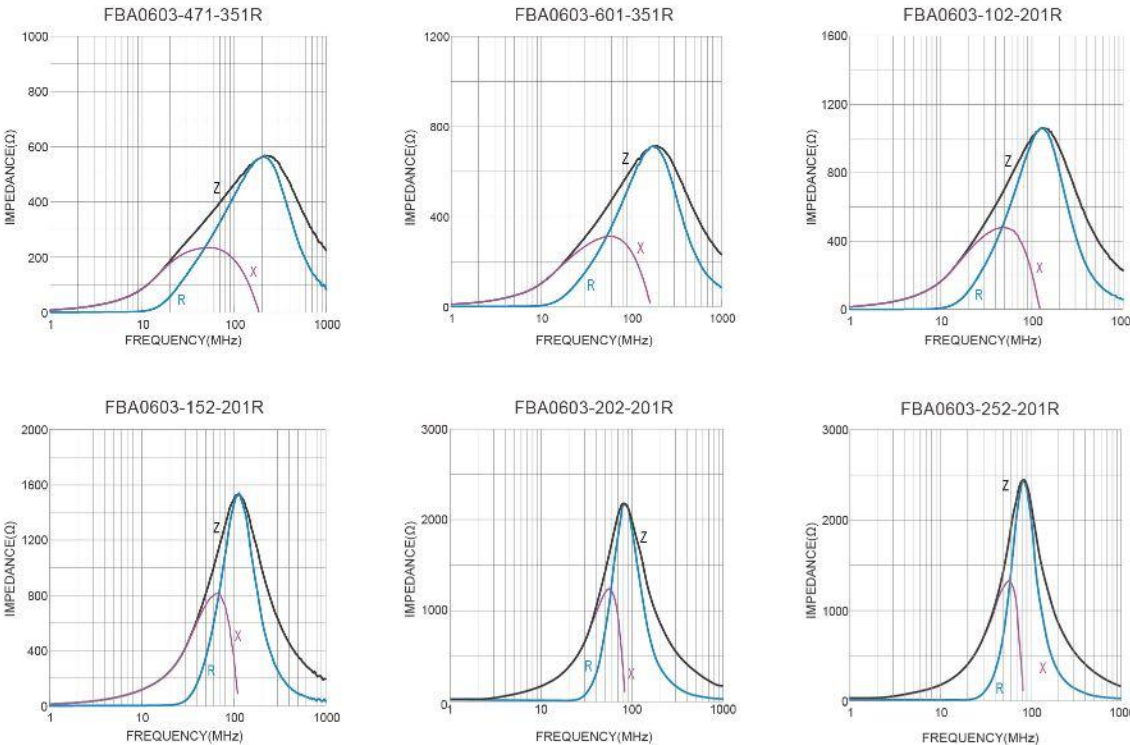 FBA0603-471-351R
FBA0603-601-351R
FBA0603-102-201R
1000
800
600
400
200
0
IMPEDANCE(Ω)
Z
X
R
1
10
100
1000
FREQUENCY(MHz)
1200
800
400
0
IMPEDANCE(Ω)
Z
X
R
1
10
100
1000
FREQUENCY(MHz)
1600
1200
800
400
0
IMPEDANCE(Ω)
Z
X
R
1
10
100
1000
FREQUENCY(MHz)
FBA0603-152-201R
FBA0603-202-201R
FBA0603-252-201R
2000
1600
1200
800
400
0
IMPEDANCE(Ω)
Z
X
R
1
10
100
1000
FREQUENCY(MHz)
3000
2000
1000
0
IMPEDANCE(Ω)
Z
R
X
1
10
100
1000
FREQUENCY(MHz)
3000
2000
1000
0
IMPEDANCE(Ω)
Z
X
R
1
10
100
1000
FREQUENCY(MHz)